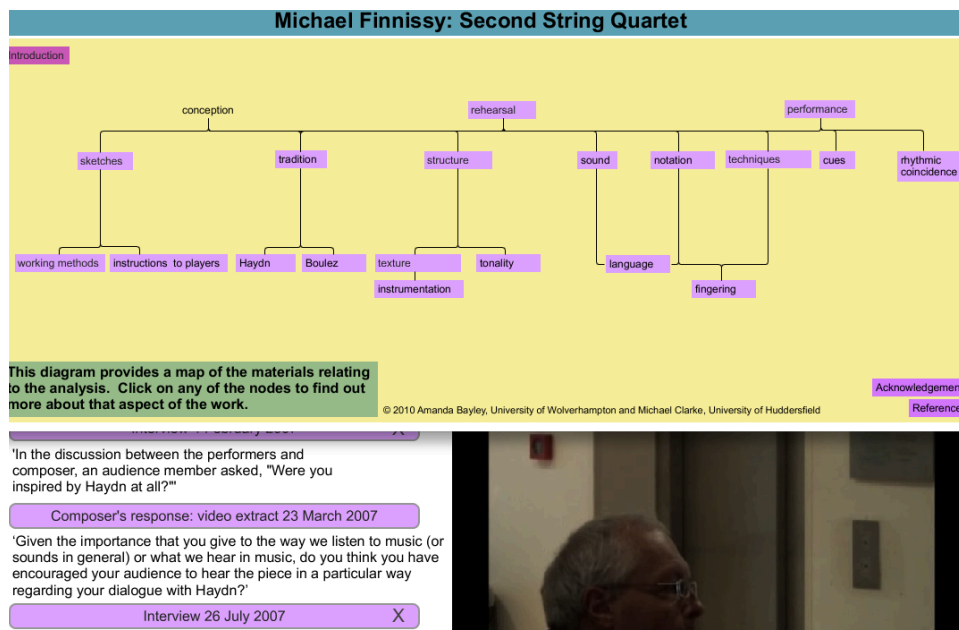 Michael Finnissy: Second String Quartet
Introduction
conception
rehearsal
performance
sketches
tradition
structure
sound
notation
techniques
cues
rhythmic
coincidence
working methods
instructions to players
Haydn
Boulez
texture
tonality
language
instrumentation
fingering
This diagram provides a map of the materials relating
to the analysis. Click on any of the nodes to find out
more about that aspect of the work.
Acknowledgemen
Reference
© 2010 Amanda Bayley, University of Wolverhampton and Michael Clarke, University of Huddersfield
X
'In the discussion between the performers and
composer, an audience member asked, "Were you
inspired by Haydn at all?"'
Composer's response: video extract 23 March 2007
‘Given the importance that you give to the way we listen to music (or
sounds in general) or what we hear in music, do you think you have
encouraged your audience to hear the piece in a particular way
regarding your dialogue with Haydn?’
Interview 26 July 2007 X